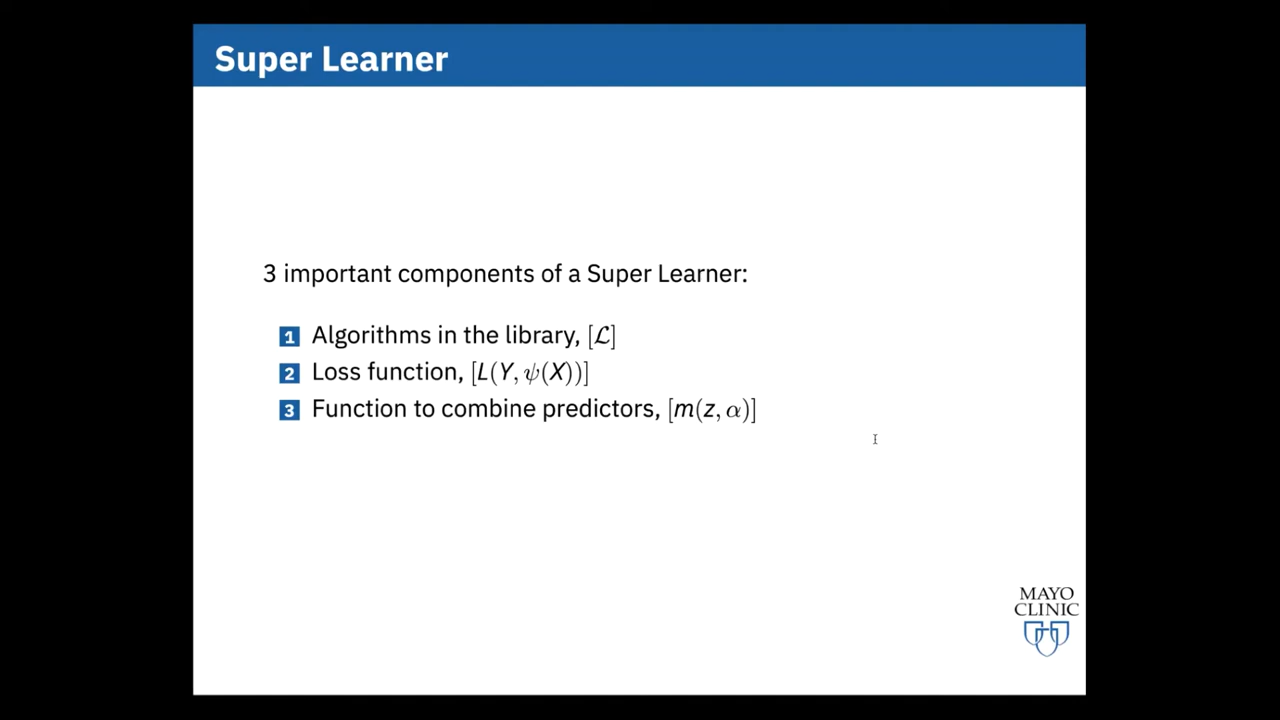 Super Learner
3 important components of a Super Learner:
1 Algorithms in the library, [ℒ]
2 Loss function, [L(Y, ψ(X))]
3 Function to combine predictors, [m(z, α)]
MAYO
CLINIC